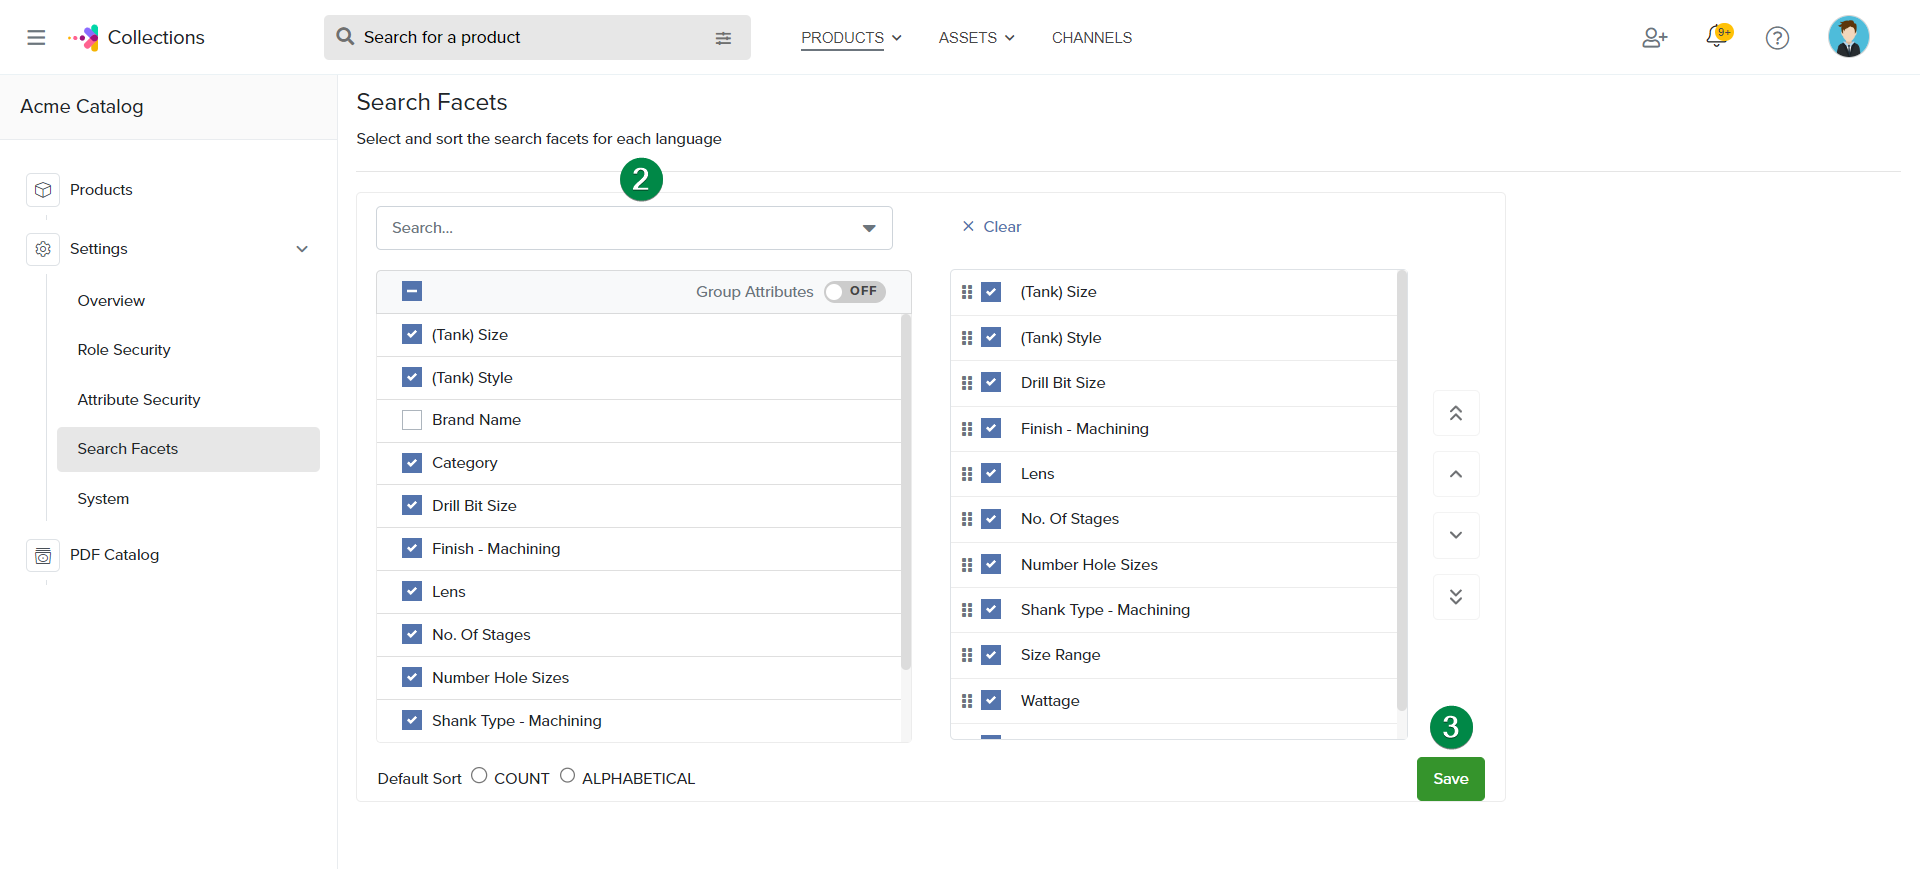 Collections
Search for a product
PRODUCTS
ASSETS
CHANNELS
9+
?
Acme Catalog
Products
Settings
Overview
Role Security
Attribute Security
Search Facets
System
PDF Catalog
Search Facets
Select and sort the search facets for each language
2
Search...
Clear
Group Attributes OFF
(Tank) Size
(Tank) Style
Brand Name
Category
Drill Bit Size
Finish - Machining
Lens
No. Of Stages
Number Hole Sizes
Shank Type - Machining
(Tank) Size
(Tank) Style
Drill Bit Size
Finish - Machining
Lens
No. Of Stages
Number Hole Sizes
Shank Type - Machining
Size Range
Wattage
3
Default Sort COUNT ALPHABETICAL
Save